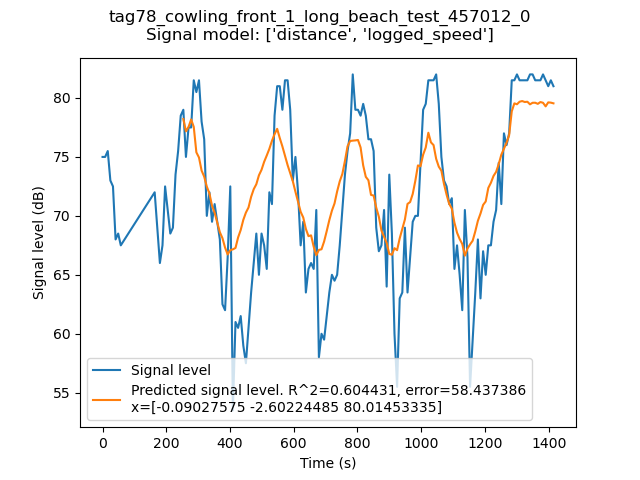 tag78_cowling_front_1_long_beach_test_457012_0
Signal model: ['distance', 'logged_speed']
80
75
70
65
60
55
Signal level (dB)
Signal level
Predicted signal level. R^2=0.604431, error=58.437386
x=[-0.09027575 -2.60224485 80.01453335]
0 200 400 600 800 1000 1200 1400
Time (s)